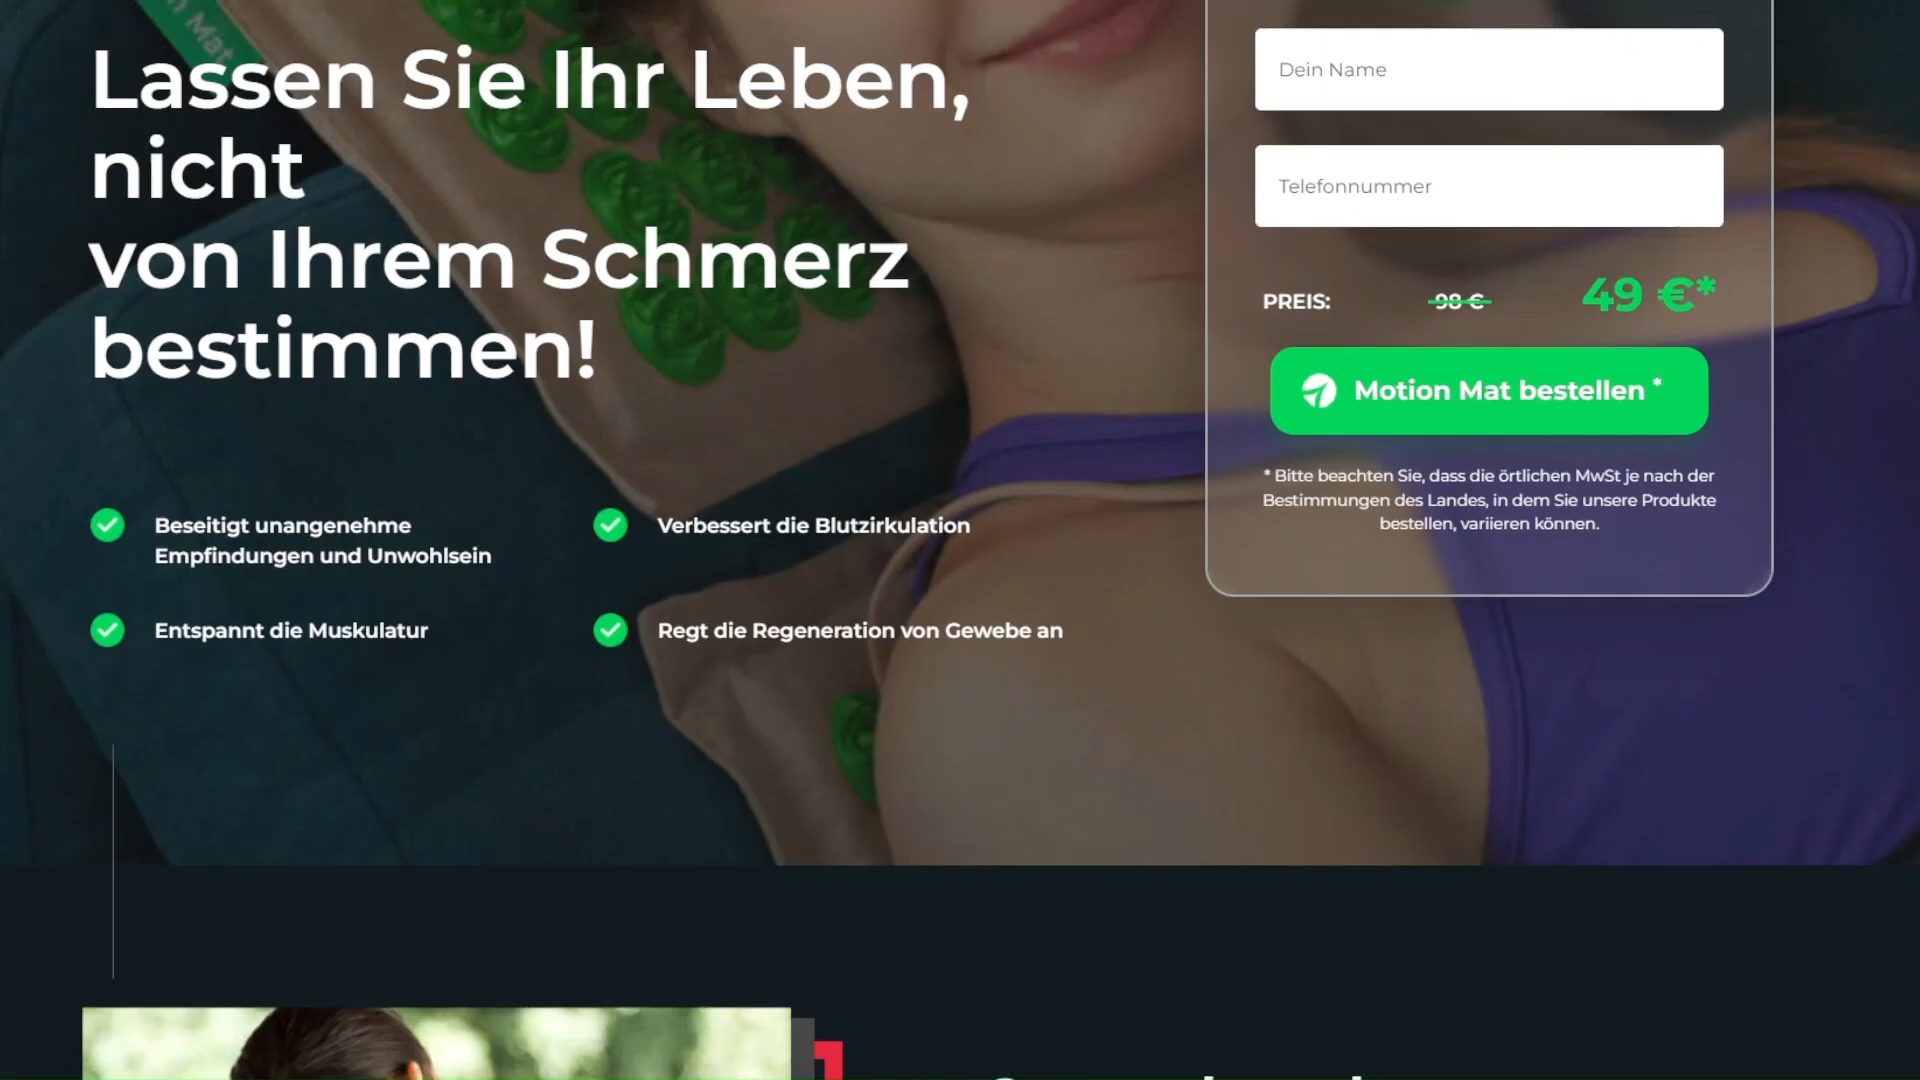 Mat
Lassen Sie Ihr Leben,
nicht
von Ihrem Schmerz
bestimmen!
Beseitigt unangenehme
Empfindungen und Unwohlsein
Verbessert die Blutzirkulation
Entspannt die Muskulatur
Regt die Regeneration von Gewebe an
Dein Name
Telefonnummer
PREIS: 98 € 49 €*
Motion Mat bestellen *
* Bitte beachten Sie, dass die örtlichen MwSt je nach der
Bestimmungen des Landes, in dem Sie unsere Produkte
bestellen, variieren können.